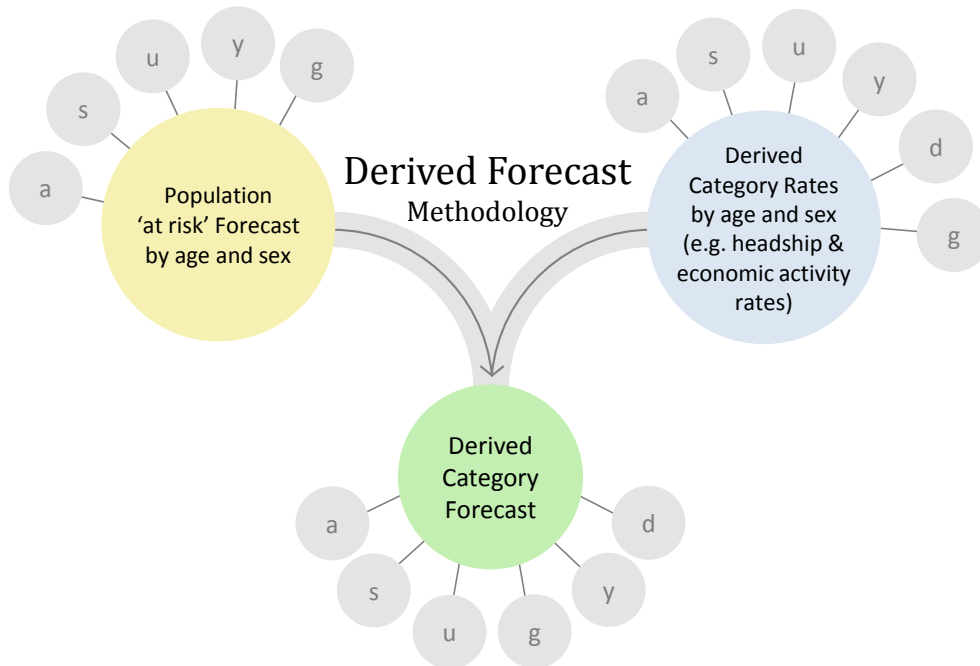 a
s
u
y
g
Population
‘at risk’ Forecast
by age and sex
Derived Forecast
Methodology
a
s
u
y
d
g
Derived
Category Rates
by age and sex
(e.g. headship &
economic activity
rates)
Derived
Category
Forecast
a
s
u
g
y
d